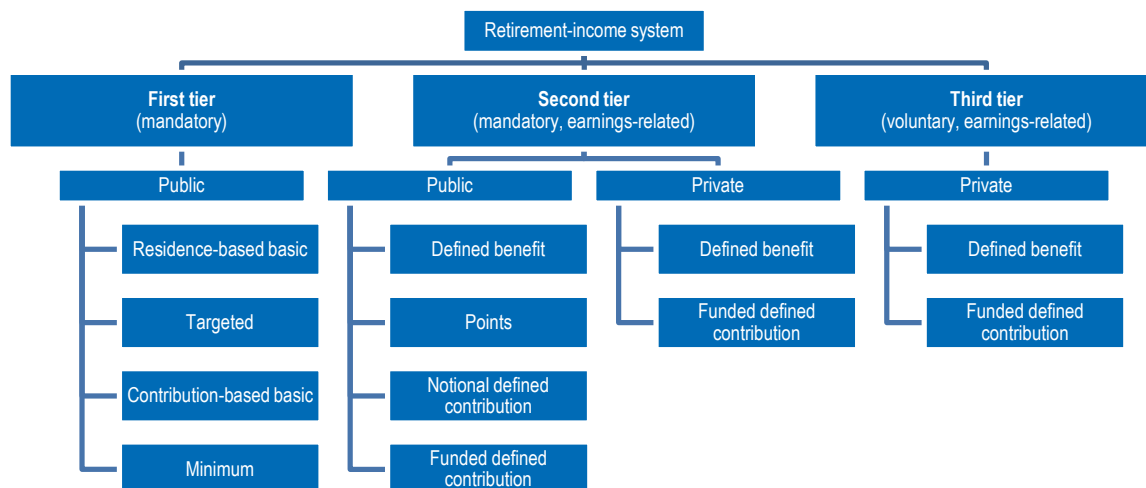 Retirement-income system
First tier
(mandatory)
Second tier
(mandatory, earnings-related)
Third tier
(voluntary, earnings-related)
Public
Public
Private
Private
Residence-based basic
Defined benefit
Defined benefit
Defined benefit
Targeted
Points
Funded defined
contribution
Funded defined
contribution
Contribution-based basic
Notional defined
contribution
Minimum
Funded defined
contribution